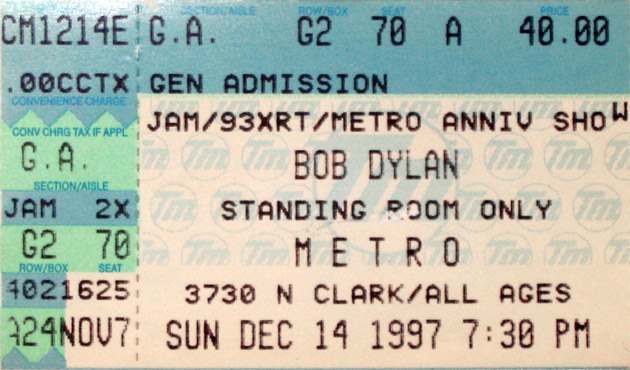 CM1214E
.00CCTX
CONVENIENCE CHARGE
CONV CHRG TAX IF APPL
G.A.
SECTION/AISLE
JAM 2X
G2 70
ROW/BOX SEAT
4021625
A24NOV7
SECTION/AISLE ROW/BOX SEAT PRICE
G.A. G2 70 A 40.00
GEN ADMISSION
JAM/93XRT/METRO ANNIV SHOW
BOB DYLAN
STANDING ROOM ONLY
METRO
3730 N CLARK/ALL AGES
SUN DEC 14 1997 7:30 PM